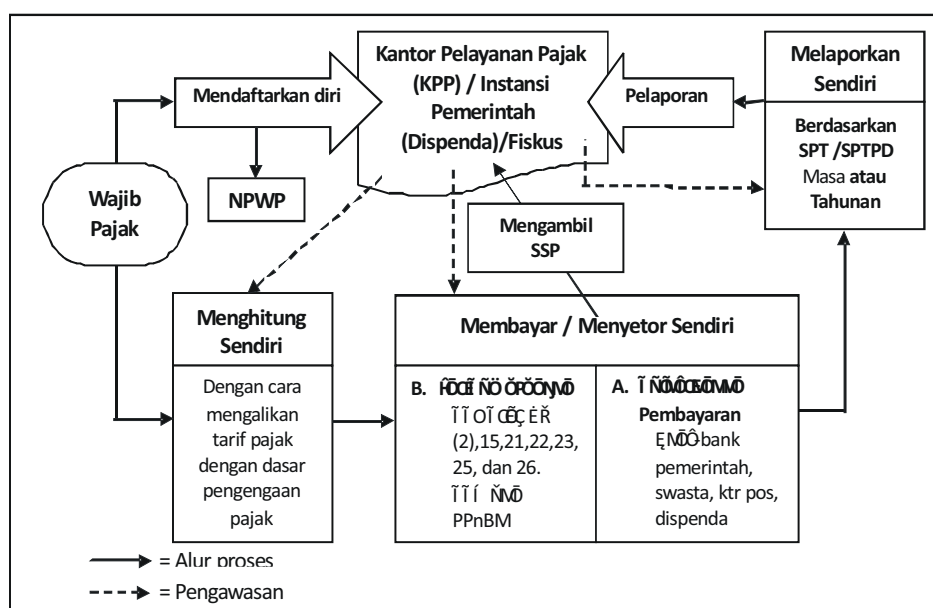 Kantor Pelayanan Pajak
(KPP) / Instansi
Pemerintah
(Dispenda)/Fiskus
Mendaftarkan diri
Pelaporan
Melaporkan
Sendiri
Berdasarkan
SPT /SPTPD
Masa atau
Tahunan
Wajib
Pajak
NPWP
Mengambil
SSP
Menghitung
Sendiri
Dengan cara
mengalikan
tarif pajak
dengan dasar
pengengaan
pajak
Membayar / Menyetor Sendiri
B.
(2),15,21,22,23,
25, dan 26.
PPnBM
A.
Pembayaran
-bank
pemerintah,
swasta, ktr pos,
dispenda
= Alur proses
= Pengawasan